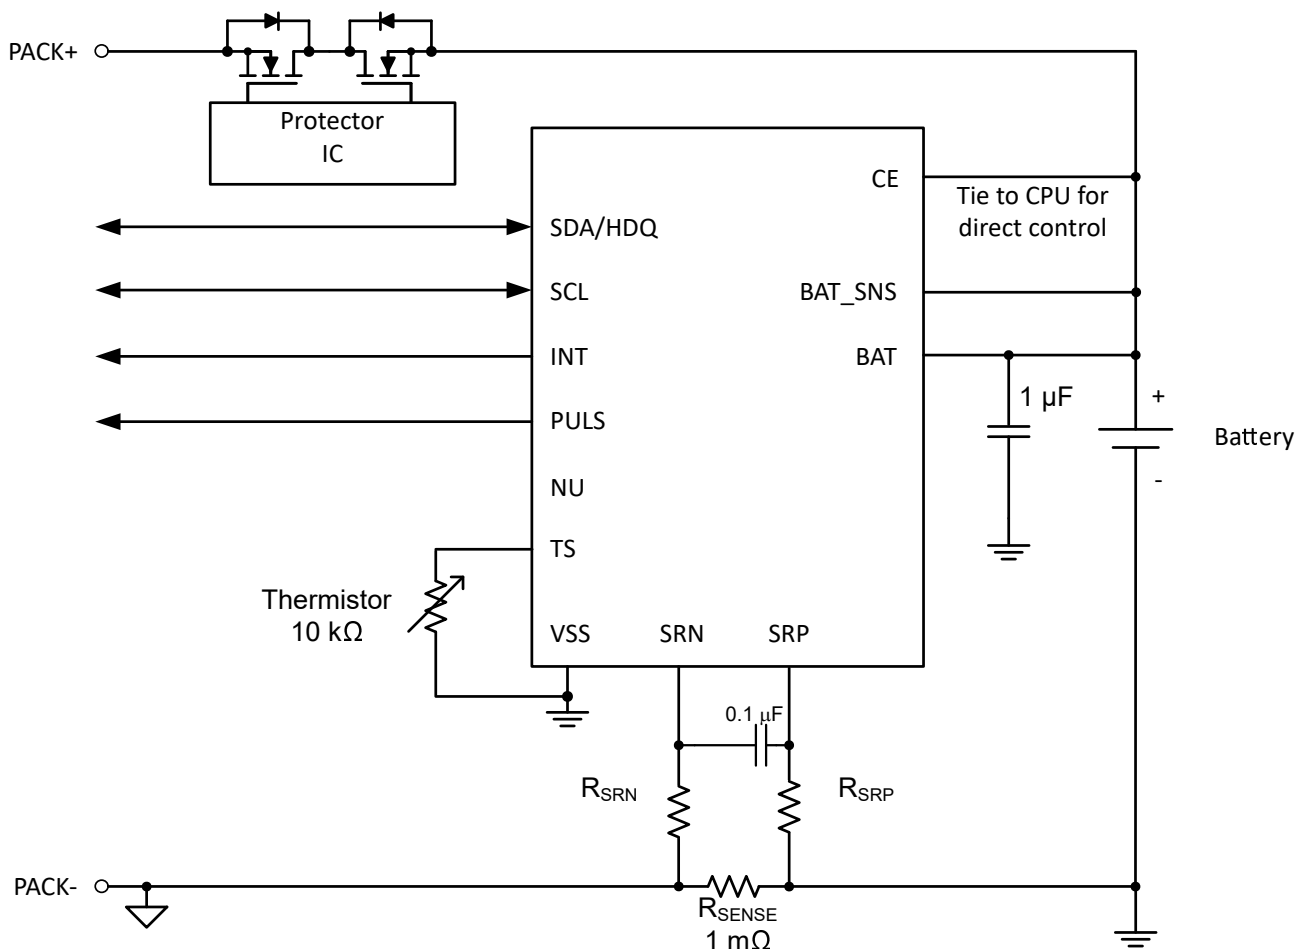 PACK+
Protector
IC
CE
Tie to CPU for
direct control
SDA/HDQ
SCL
BAT_SNS
INT
BAT
1 µF
+
PULS
Battery
-
NU
TS
Thermistor
10 kΩ
VSS
SRN
SRP
0.1 µF
RSRN
RSRP
PACK-
RSENSE
1 mΩ